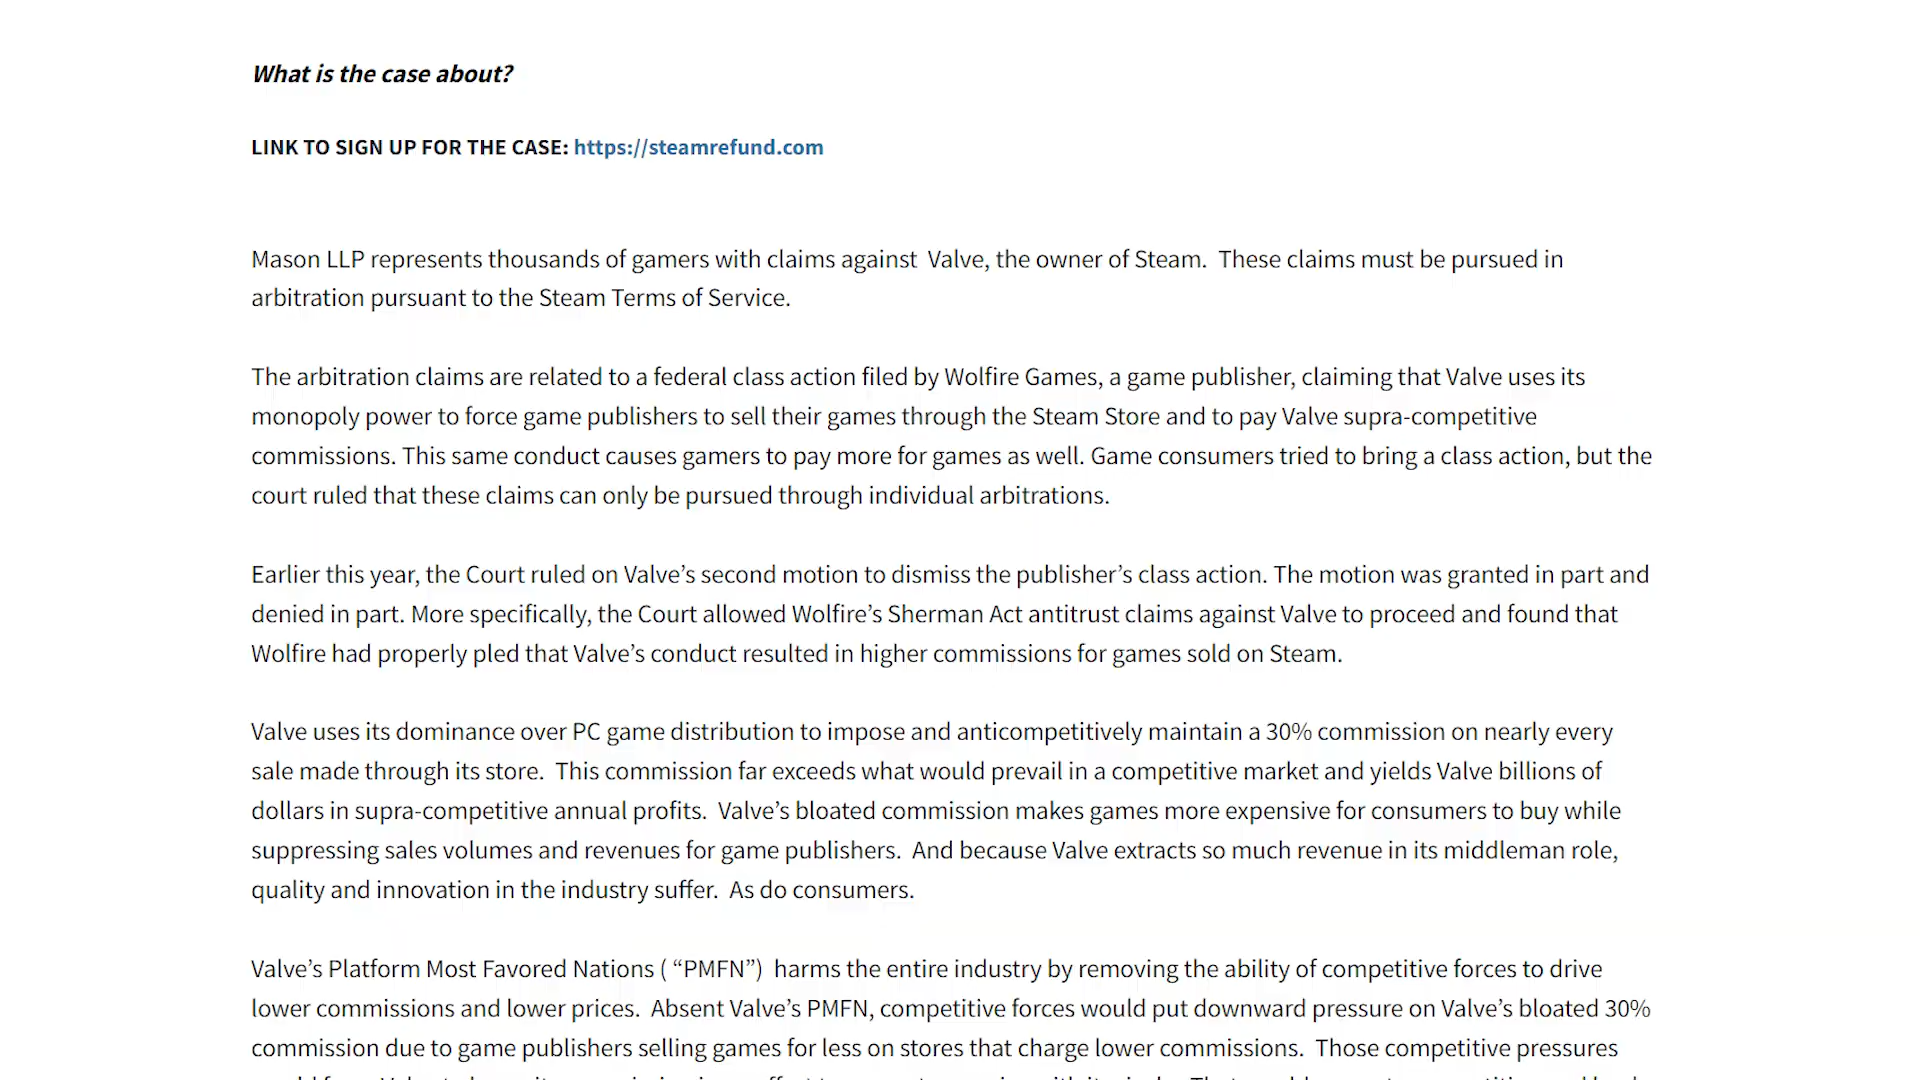 What is the case about?
LINK TO SIGN UP FOR THE CASE: https://steamrefund.com
Mason LLP represents thousands of gamers with claims against  Valve, the owner of Steam.  These claims must be pursued in
arbitration pursuant to the Steam Terms of Service.
The arbitration claims are related to a federal class action filed by Wolfire Games, a game publisher, claiming that Valve uses its
monopoly power to force game publishers to sell their games through the Steam Store and to pay Valve supra-competitive
commissions. This same conduct causes gamers to pay more for games as well. Game consumers tried to bring a class action, but the
court ruled that these claims can only be pursued through individual arbitrations.
Earlier this year, the Court ruled on Valve’s second motion to dismiss the publisher’s class action. The motion was granted in part and
denied in part. More specifically, the Court allowed Wolfire’s Sherman Act antitrust claims against Valve to proceed and found that
Wolfire had properly pled that Valve’s conduct resulted in higher commissions for games sold on Steam.
Valve uses its dominance over PC game distribution to impose and anticompetitively maintain a 30% commission on nearly every
sale made through its store.  This commission far exceeds what would prevail in a competitive market and yields Valve billions of
dollars in supra-competitive annual profits.  Valve’s bloated commission makes games more expensive for consumers to buy while
suppressing sales volumes and revenues for game publishers.  And because Valve extracts so much revenue in its middleman role,
quality and innovation in the industry suffer.  As do consumers.
Valve’s Platform Most Favored Nations ( “PMFN”)  harms the entire industry by removing the ability of competitive forces to drive
lower commissions and lower prices.  Absent Valve’s PMFN, competitive forces would put downward pressure on Valve’s bloated 30%
commission due to game publishers selling games for less on stores that charge lower commissions.  Those competitive pressures